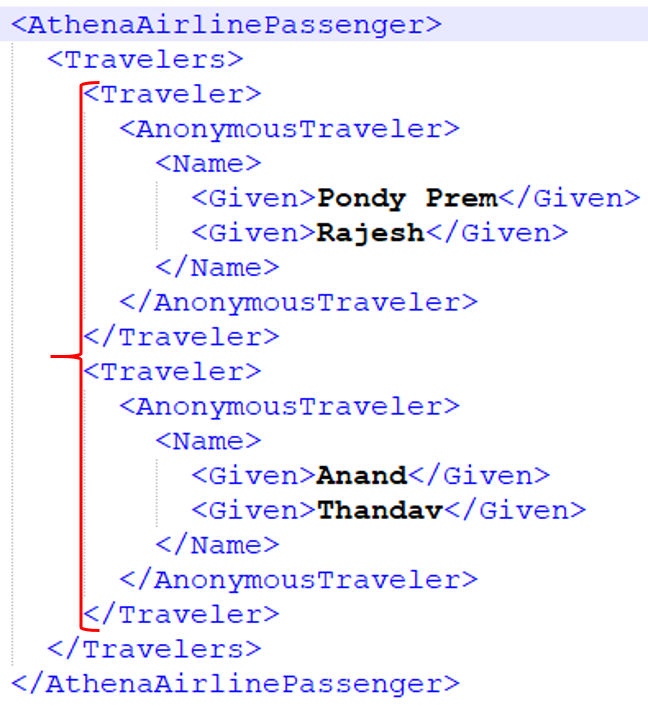 <AthenaAirlinePassenger>
<Travelers>
<Traveler>
<AnonymousTraveler>
<Name>
<Given>Pondy Prem</Given>
<Given>Rajesh</Given>
</Name>
</AnonymousTraveler>
</Traveler>
<Traveler>
<AnonymousTraveler>
<Name>
<Given>Anand</Given>
<Given>Thandav</Given>
</Name>
</AnonymousTraveler>
</Traveler>
</Travelers>
</AthenaAirlinePassenger>